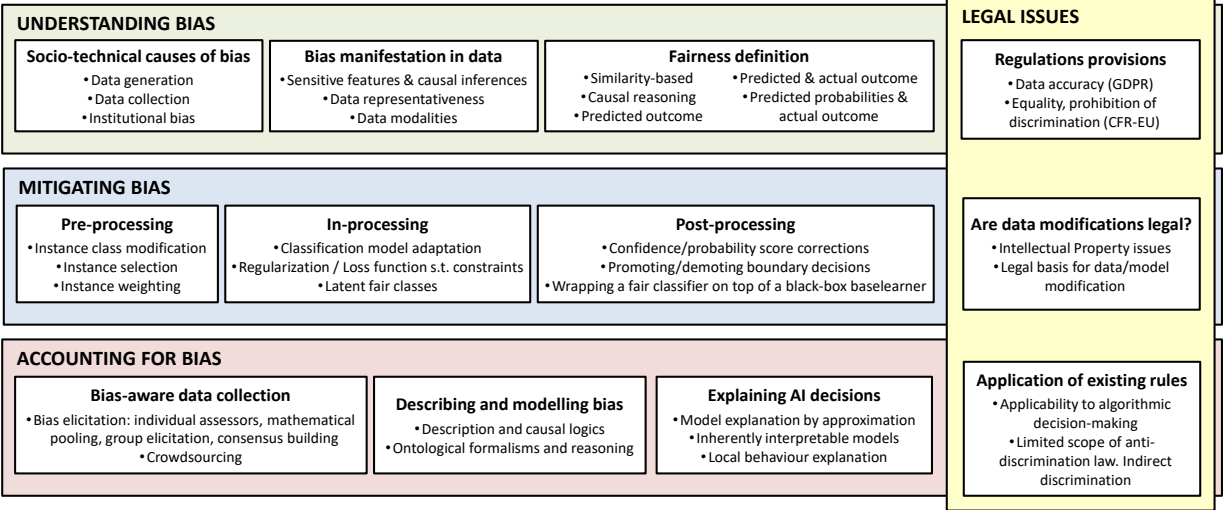 UNDERSTANDING BIAS
Socio-technical causes of bias
•Data generation
•Data collection
•Institutional bias
Bias manifestation in data
•Sensitive features & causal inferences
•Data representativeness
•Data modalities
Fairness definition
•Similarity-based
•Causal reasoning
•Predicted outcome
•Predicted & actual outcome
•Predicted probabilities &
actual outcome
LEGAL ISSUES
Regulations provisions
•Data accuracy (GDPR)
•Equality, prohibition of
discrimination (CFR-EU)
MITIGATING BIAS
Pre-processing
•Instance class modification
•Instance selection
•Instance weighting
In-processing
•Classification model adaptation
•Regularization / Loss function s.t. constraints
•Latent fair classes
Post-processing
•Confidence/probability score corrections
•Promoting/demoting boundary decisions
•Wrapping a fair classifier on top of a black-box baselearner
Are data modifications legal?
•Intellectual Property issues
•Legal basis for data/model
modification
ACCOUNTING FOR BIAS
Bias-aware data collection
•Bias elicitation: individual assessors, mathematical
pooling, group elicitation, consensus building
•Crowdsourcing
Describing and modelling bias
•Description and causal logics
•Ontological formalisms and reasoning
Explaining AI decisions
•Model explanation by approximation
•Inherently interpretable models
•Local behaviour explanation
Application of existing rules
•Applicability to algorithmic
decision-making
•Limited scope of anti-
discrimination law. Indirect
discrimination